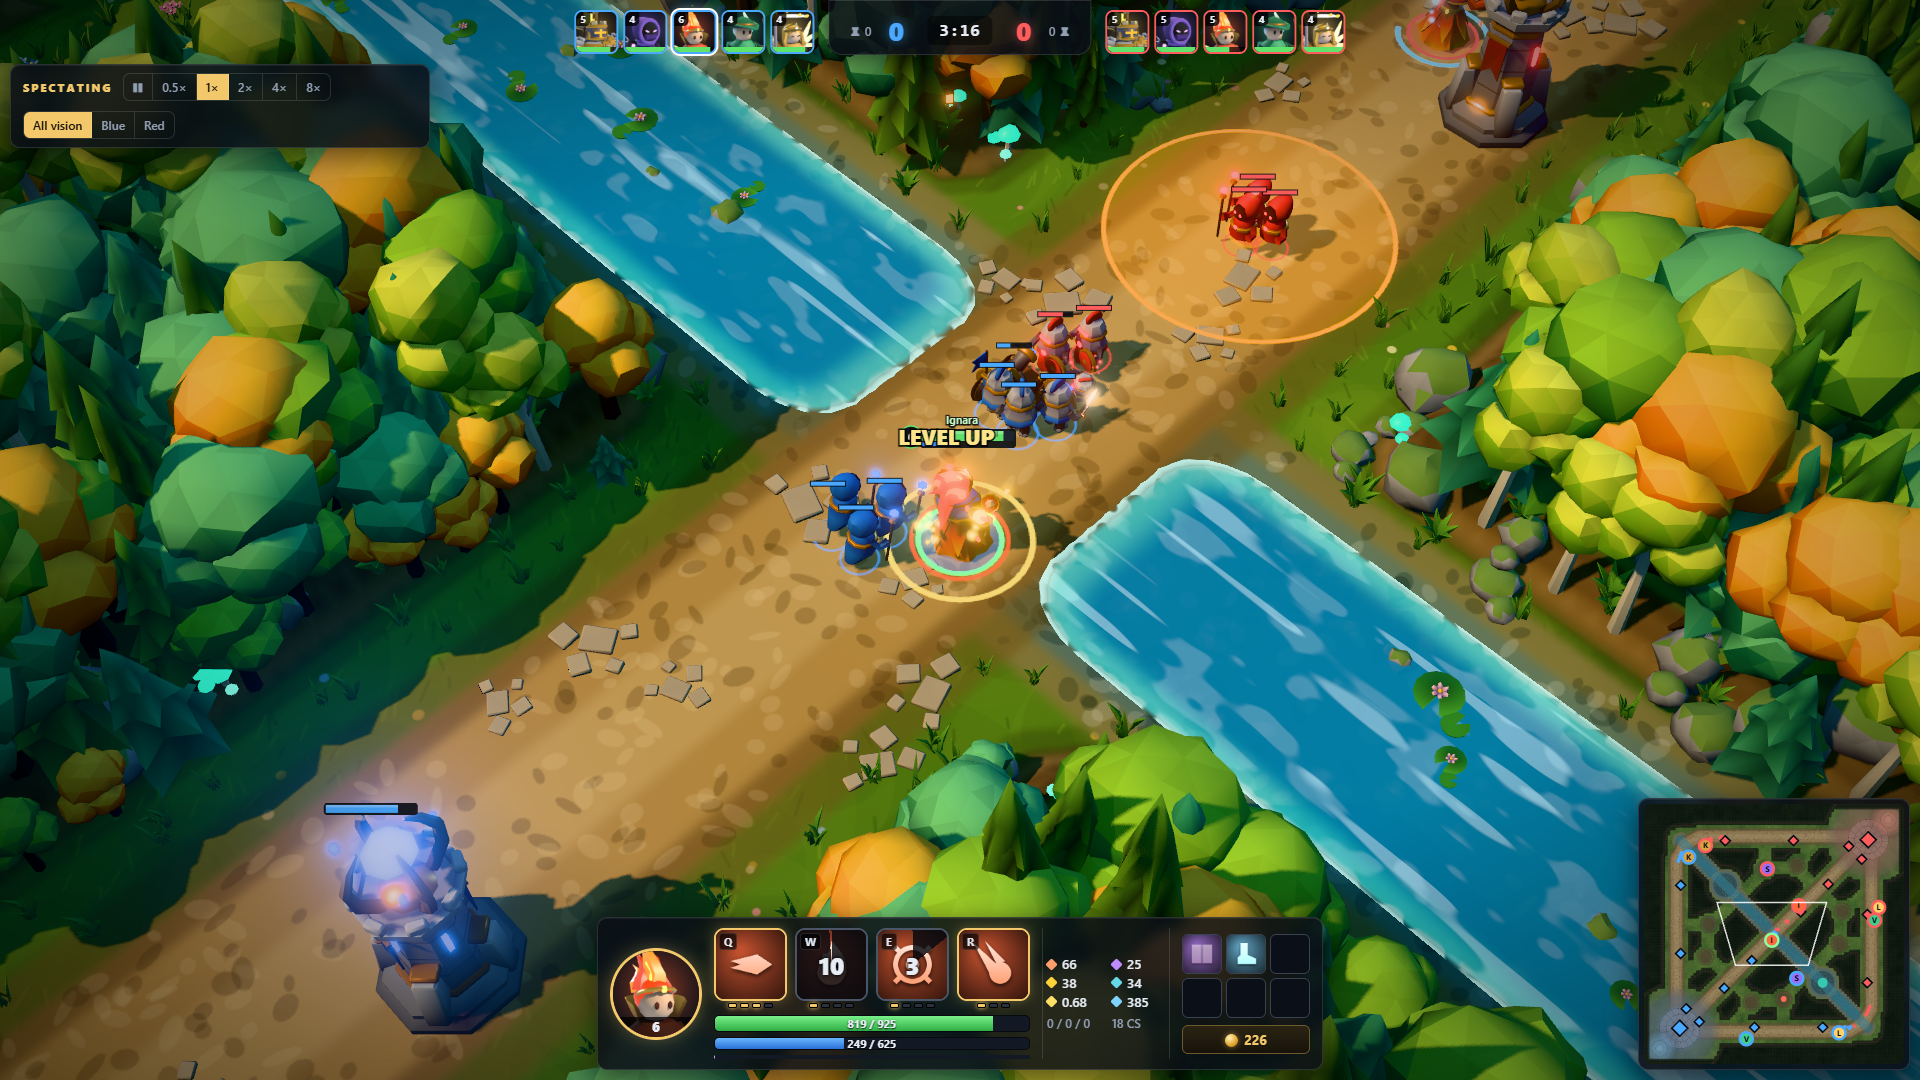 5 4 6 4 4
0 0 3:16 0 0
5 5 5 4 4
SPECTATING 0.5× 1× 2× 4× 8×
All vision Blue Red
Ignara
LEVEL UP
Q W E R
10 3
6
819 / 925
249 / 625
66 25
38 34
0.68 385
0 / 0 / 0 18 CS
226
K K S
L V
I I
S
V L